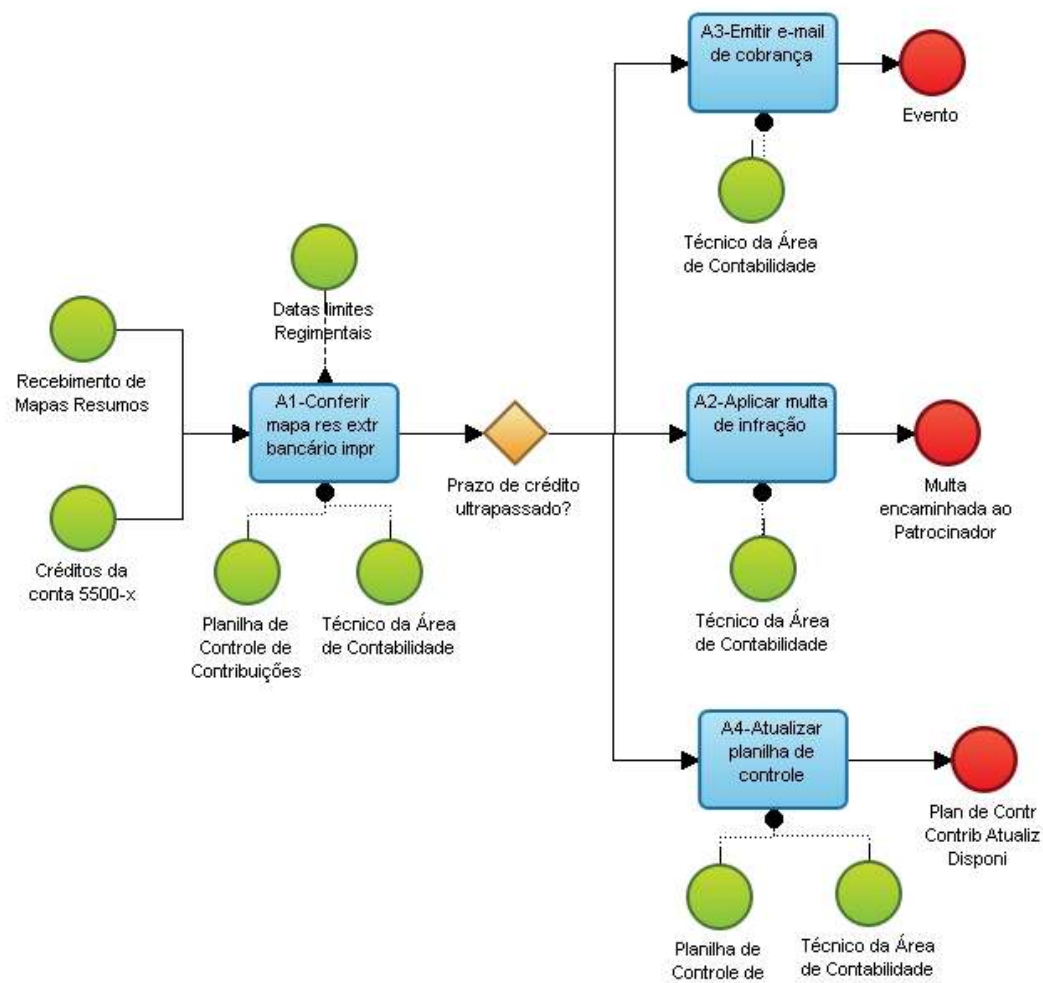 A3-Emitir e-mail
de cobrança
Evento
Técnico da Área
de Contabilidade
Datas limites
Regimentais
Recebimento de
Mapas Resumos
A1-Conferir
mapa res extr
bancário impr
Prazo de crédito
ultrapassado?
A2-Aplicar multa
de infração
Multa
encaminhada ao
Patrocinador
Créditos da
conta 5500-x
Planilha de
Controle de
Contribuições
Técnico da Área
de Contabilidade
Técnico da Área
de Contabilidade
A4-Atualizar
planilha de
controle
Plan de Contr
Contrib Atualiz
Disponi
Planilha de
Controle de
Técnico da Área
de Contabilidade